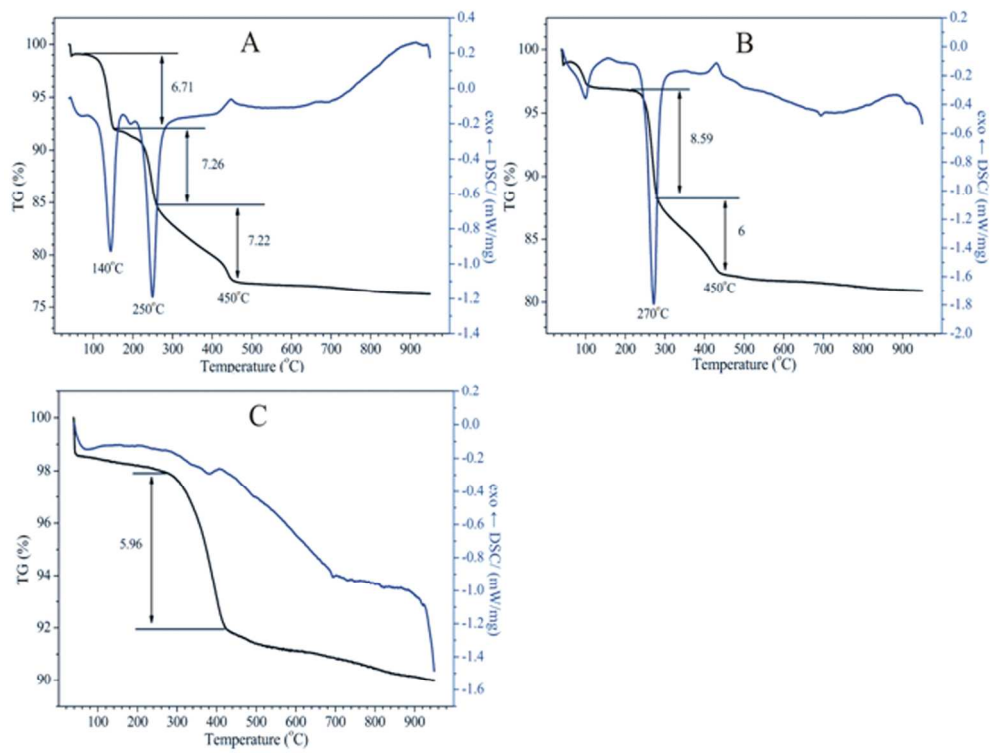 A
100
95
90
85
80
75
TG (%)
6.71
7.26
7.22
140°C
250°C
450°C
0.4
0.2
0.0
-0.2
-0.4
-0.6
-0.8
-1.0
-1.2
-1.4
exo ← DSC/ (mW/mg)
100 200 300 400 500 600 700 800 900
Temperature (°C)
B
100
95
90
85
80
TG (%)
8.59
6
270°C
450°C
0.2
0.0
-0.2
-0.4
-0.6
-0.8
-1.0
-1.2
-1.4
-1.6
-1.8
-2.0
exo ← DSC/ (mW/mg)
100 200 300 400 500 600 700 800 900
Temperature (°C)
C
100
98
96
94
92
90
TG (%)
5.96
0.2
0.0
-0.2
-0.4
-0.6
-0.8
-1.0
-1.2
-1.4
-1.6
exo ← DSC/ (mW/mg)
100 200 300 400 500 600 700 800 900
Temperature (°C)